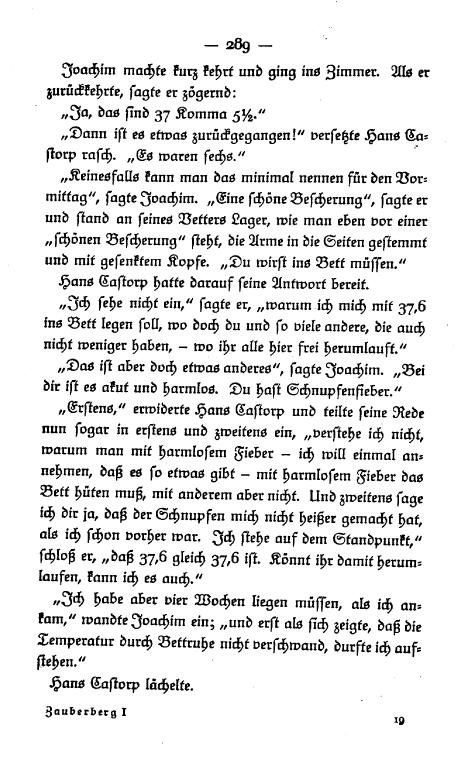 — 289 —
Joachim machte kurz kehrt und ging ins Zimmer. Als er
zurückkehrte, sagte er zögernd:
„Ja, das sind 37 Komma 5½.“
„Dann ist es etwas zurückgegangen!“ versetzte Hans Ca=
storp rasch. „Es waren sechs.“
„Keinesfalls kann man das minimal nennen für den Vor=
mittag“, sagte Joachim. „Eine schöne Bescherung“, sagte er
und stand an seines Vetters Lager, wie man eben vor einer
„schönen Bescherung“ steht, die Arme in die Seiten gestemmt
und mit gesenktem Kopfe. „Du wirst ins Bett müssen.“
Hans Castorp hatte darauf seine Antwort bereit.
„Ich sehe nicht ein,“ sagte er, „warum ich mich mit 37,6
ins Bett legen soll, wo doch du und so viele andere, die auch
nicht weniger haben, – wo ihr alle hier frei herumlauft.“
„Das ist aber doch etwas anderes“, sagte Joachim. „Bei
dir ist es akut und harmlos. Du hast Schnupfenfieber.“
„Erstens,“ erwiderte Hans Castorp und teilte seine Rede
nun sogar in erstens und zweitens ein, „verstehe ich nicht,
warum man mit harmlosem Fieber – ich will einmal an=
nehmen, daß es so etwas gibt – mit harmlosem Fieber das
Bett hüten muß, mit anderem aber nicht. Und zweitens sage
ich dir ja, daß der Schnupfen mich nicht heißer gemacht hat,
als ich schon vorher war. Ich stehe auf dem Standpunkt,“
schloß er, „daß 37,6 gleich 37,6 ist. Könnt ihr damit herum=
laufen, kann ich es auch.“
„Ich habe aber vier Wochen liegen müssen, als ich an=
kam,“ wandte Joachim ein; „und erst als sich zeigte, daß die
Temperatur durch Bettruhe nicht verschwand, durfte ich auf=
stehen.“
Hans Castorp lächelte.
Zauberberg I
19